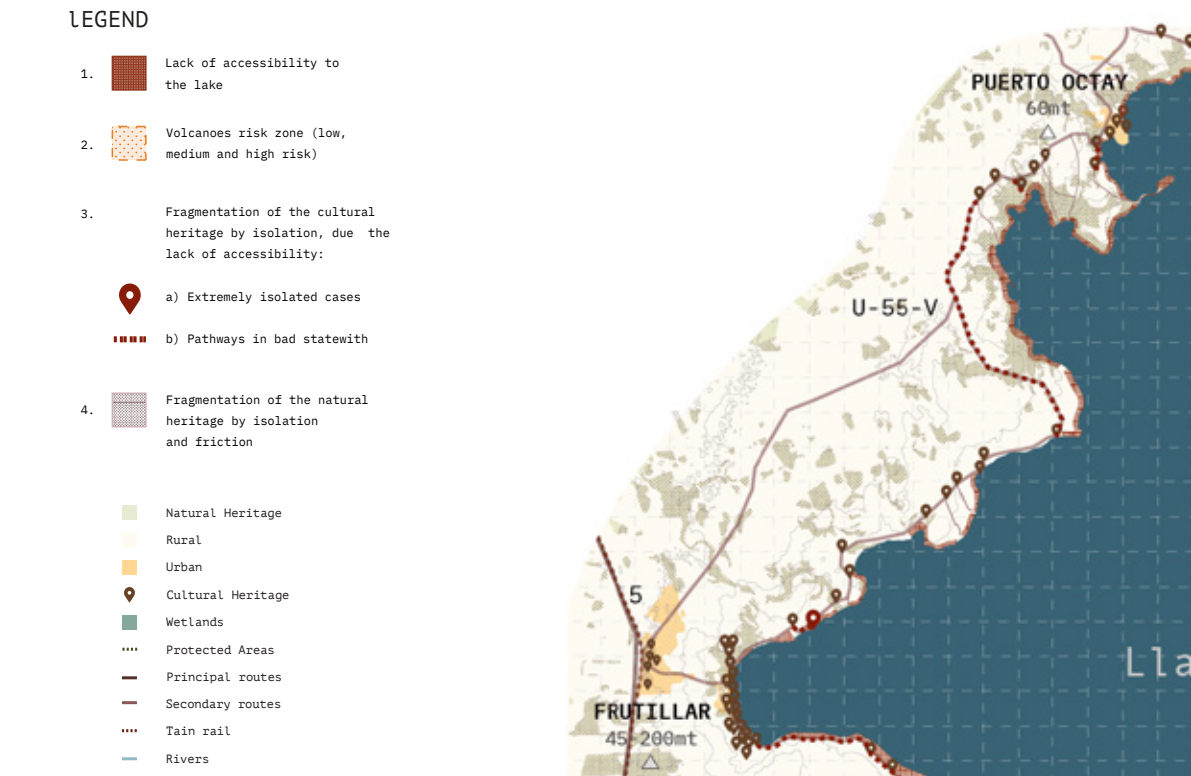 lEGEND
1.
Lack of accessibility to
the lake
2.
Volcanoes risk zone (low,
medium and high risk)
3.
Fragmentation of the cultural
heritage by isolation, due  the
lack of accessibility:
a) Extremely isolated cases
b) Pathways in bad statewith
4.
Fragmentation of the natural
heritage by isolation
and friction
Natural Heritage
Rural
Urban
Cultural Heritage
Wetlands
Protected Areas
Principal routes
Secondary routes
Tain rail
Rivers
PUERTO OCTAY
60mt
U-55-V
5
Lla
FRUTILLAR
45-200mt